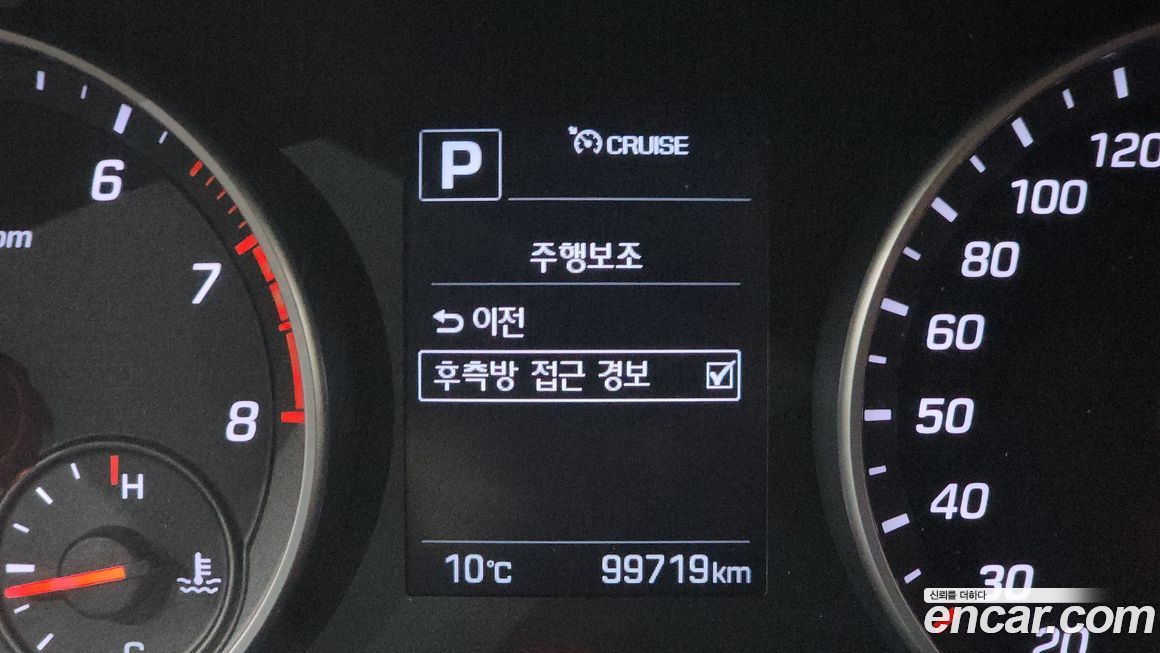 P
CRUISE
주행보조
이전
후측방 접근 경보
10℃ 99719km
6
7
8
H
120
100
80
60
50
40
30
20
신뢰를 더하다
encar.com